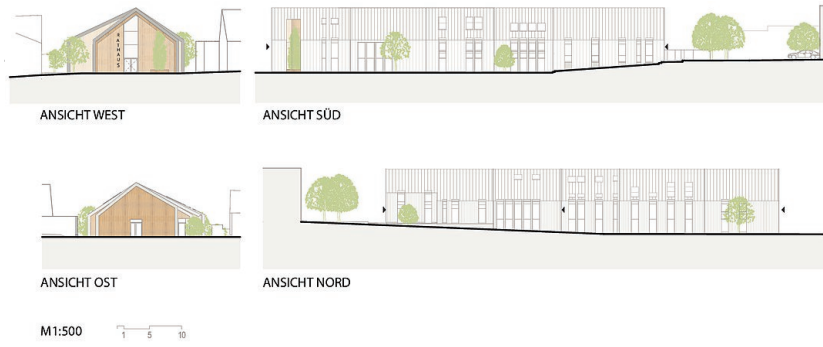 RATHAUS
ANSICHT WEST
ANSICHT SÜD
ANSICHT OST
ANSICHT NORD
M1:500
1 5 10